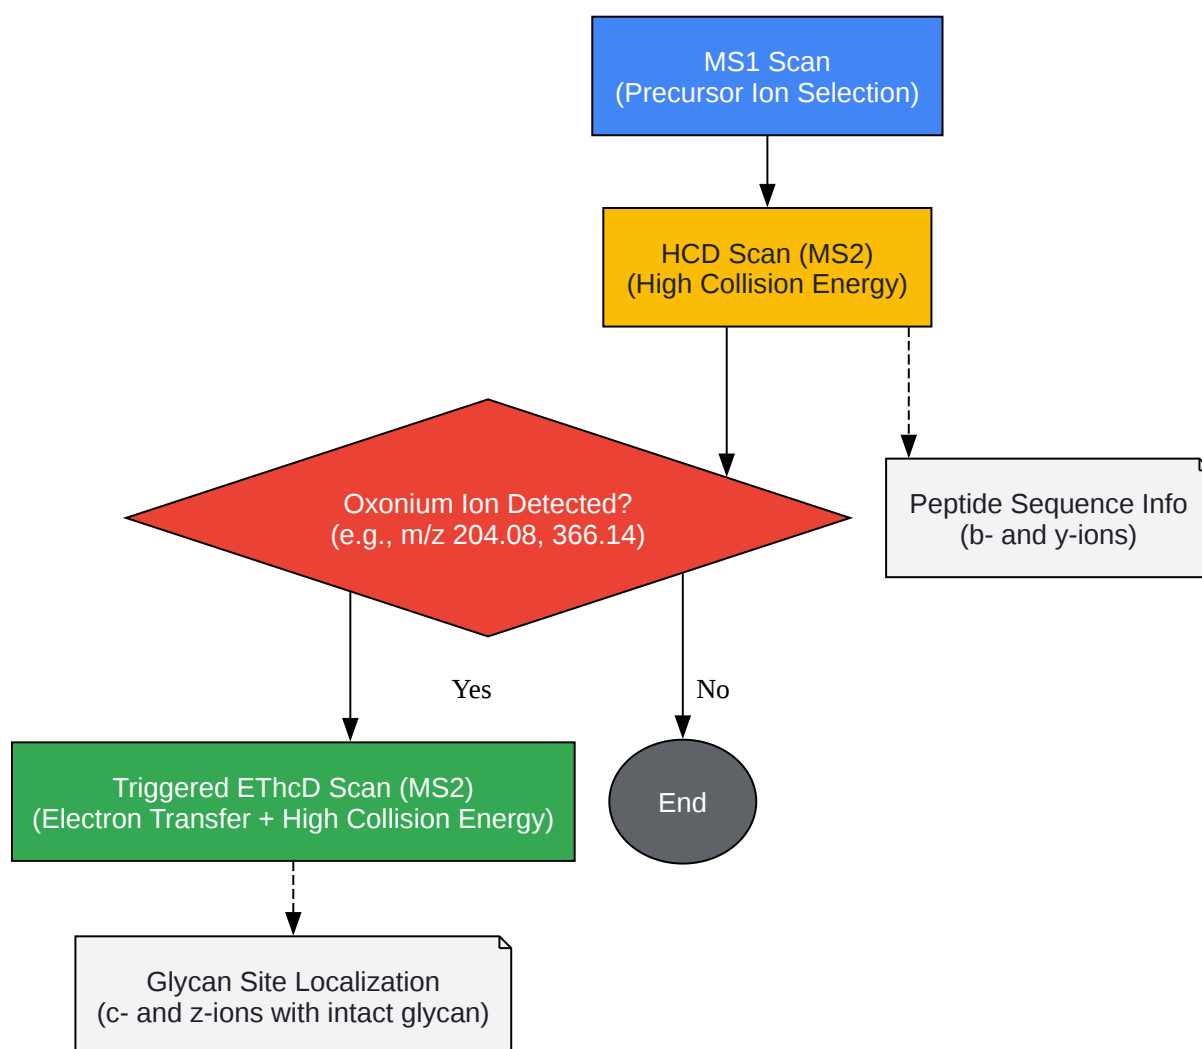 MS1 Scan
(Precursor Ion Selection)
HCD Scan (MS2)
(High Collision Energy)
Oxonium Ion Detected?
(e.g., m/z 204.08, 366.14)
Peptide Sequence Info
(b- and y-ions)
Yes
No
Triggered EThcD Scan (MS2)
(Electron Transfer + High Collision Energy)
End
Glycan Site Localization
(c- and z-ions with intact glycan)